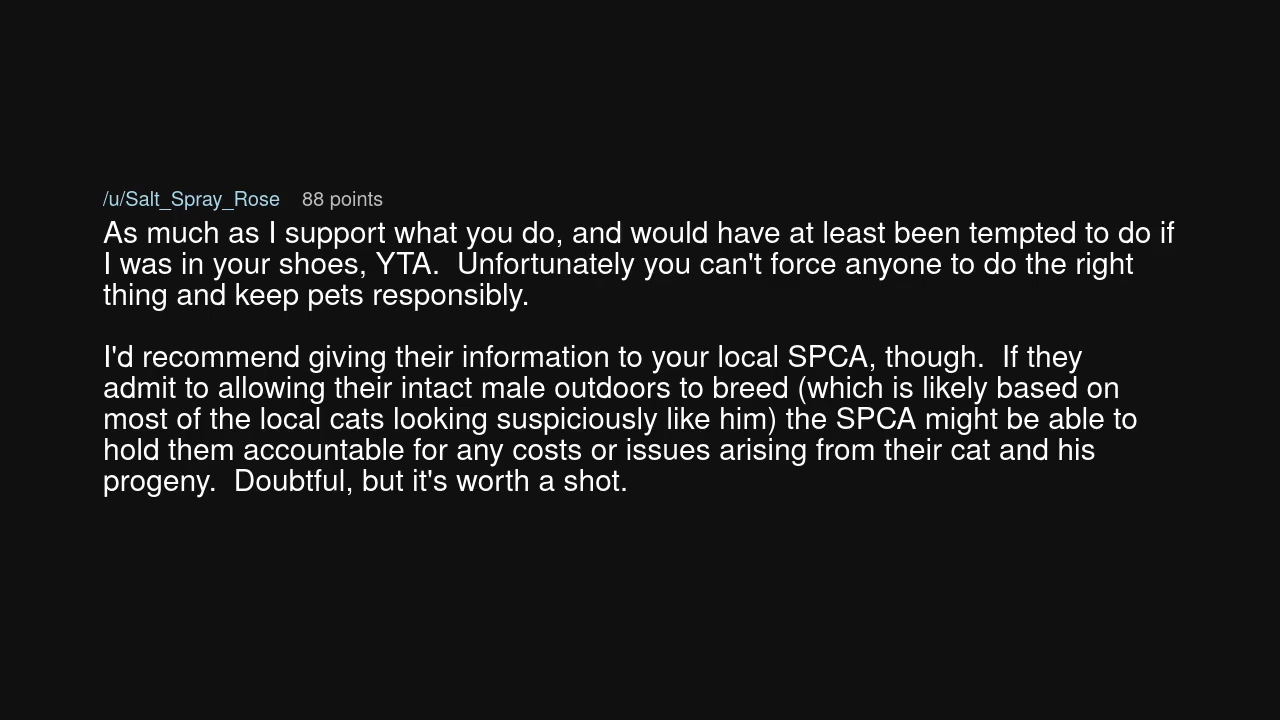 /u/Salt_Spray_Rose 88 points
As much as I support what you do, and would have at least been tempted to do if
I was in your shoes, YTA.  Unfortunately you can't force anyone to do the right
thing and keep pets responsibly.
I'd recommend giving their information to your local SPCA, though.  If they
admit to allowing their intact male outdoors to breed (which is likely based on
most of the local cats looking suspiciously like him) the SPCA might be able to
hold them accountable for any costs or issues arising from their cat and his
progeny.  Doubtful, but it's worth a shot.